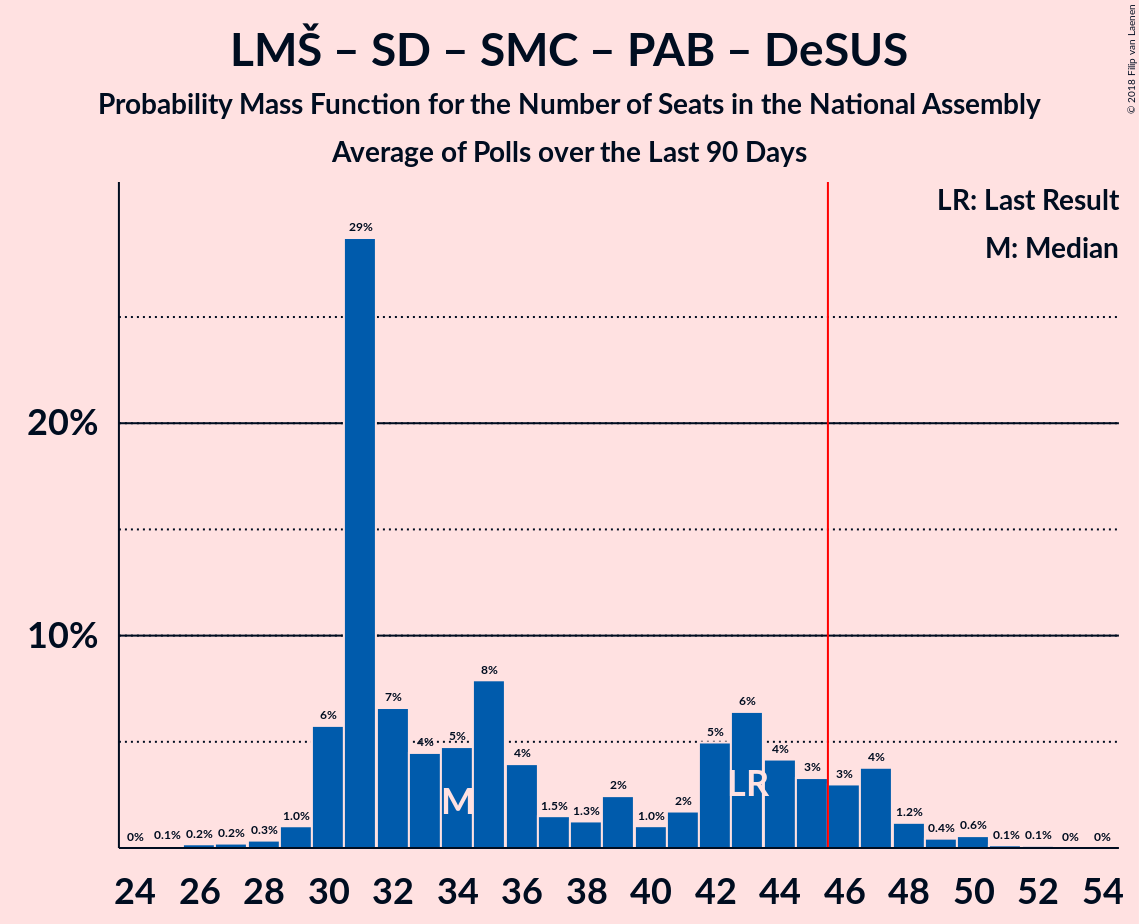 LMŠ – SD – SMC – PAB – DeSUS
Probability Mass Function for the Number of Seats in the National Assembly
Average of Polls over the Last 90 Days
© 2018 Filip van Laenen
LR: Last Result
M: Median
20%
10%
0% 0.1% 0.2% 0.2% 0.3% 1.0% 6% 29% 7% 4% 5% 8% 4% 1.5% 1.3% 2% 1.0% 2% 5% 6% 4% 3% 3% 4% 1.2% 0.4% 0.6% 0.1% 0.1% 0% 0%
M LR
24 26 28 30 32 34 36 38 40 42 44 46 48 50 52 54